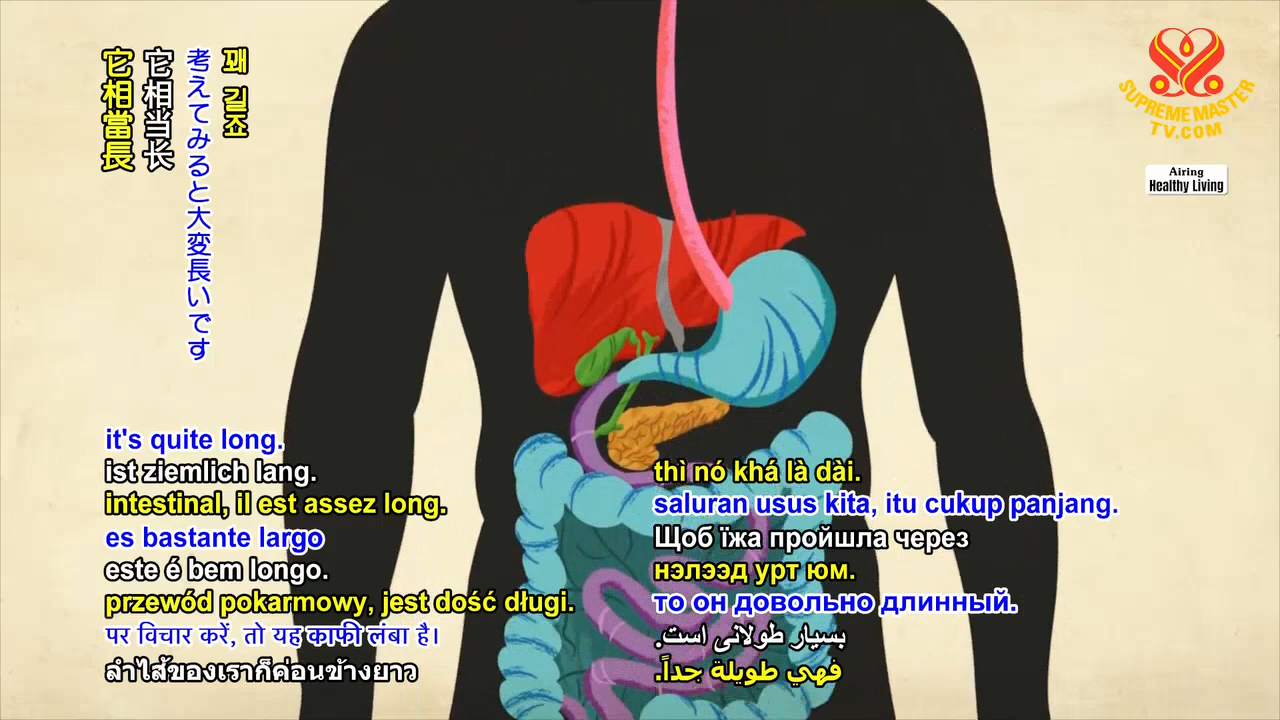 꽤 길죠
考えてみると大変長いです
它相当长
它相當長
SUPREME MASTER
TV.COM
Airing
Healthy Living
it's quite long.
ist ziemlich lang.
intestinal, il est assez long.
es bastante largo
este é bem longo.
przewód pokarmowy, jest dość długi.
पर विचार करें, तो यह काफी लंबा है।
ลำไส้ของเราก็ค่อนข้างยาว
thì nó khá là dài.
saluran usus kita, itu cukup panjang.
Щоб їжа пройшла через
нэлээд урт юм.
то он довольно длинный.
بسیار طولانی است.
فهي طويلة جداً.